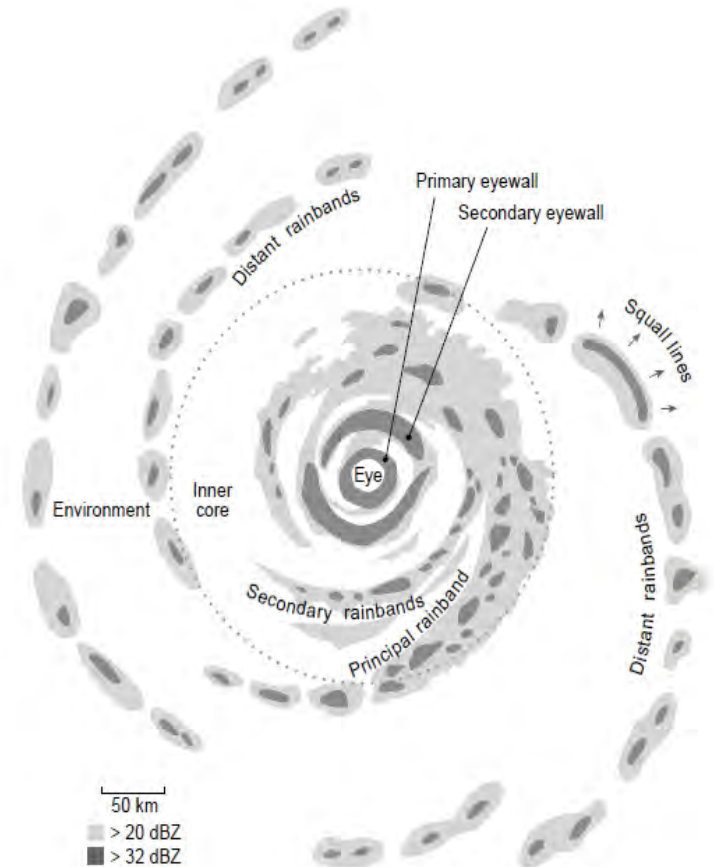 Primary eyewall
Secondary eyewall
Distant rainbands
Squall lines
Eye
Inner
core
Environment
Secondary rainbands
Principal rainband
Distant rainbands
50 km
> 20 dBZ
> 32 dBZ